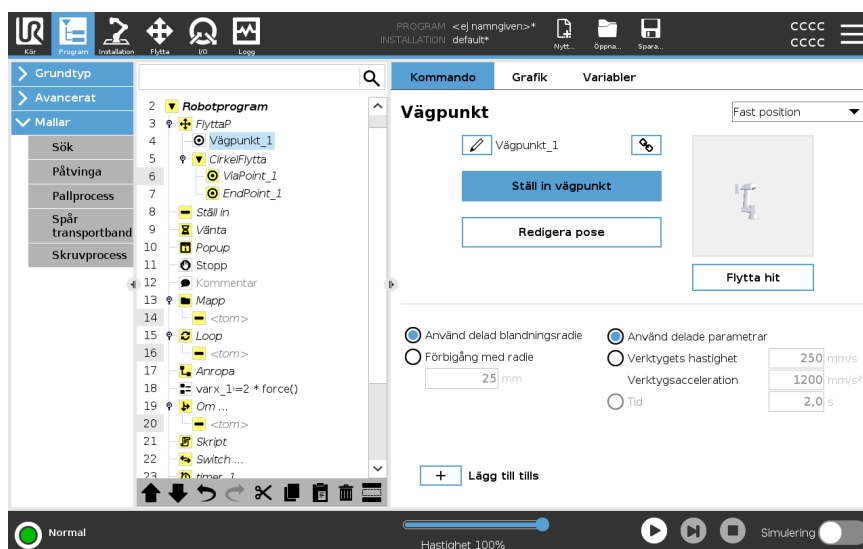 UR
PROGRAM <ej namngiven>*
INSTALLATION default*
CCCC
CCCC
Kör Program Installation Flytta I/O Logg Nytt... Öppna... Spara...
Grundtyp
Avancerat
Mallar
Sök
Påtvinga
Pallprocess
Spår
transportband
Skruvprocess
2 Robotprogram
3 FlyttaP
4 Vägpunkt_1
5 CirkelFlytta
6 ViaPoint_1
7 EndPoint_1
8 Ställ in
9 Vänta
10 Popup
11 Stopp
12 Kommentar
13 Mapp
14 <tom>
15 Loop
16 <tom>
17 Anropa
18 varx_1:=2 * force()
19 Om ...
20 <tom>
21 Skript
22 Switch ...
23 timer_1
Kommando Grafik Variabler
Vägpunkt
Fast position
Vägpunkt_1
Ställ in vägpunkt
Redigera pose
Flytta hit
Använd delad blandningsradie
Förbigång med radie
25 mm
Använd delade parametrar
Verktygets hastighet 250 mm/s
Verktygsacceleration 1200 mm/s²
Tid 2,0 s
+ Lägg till tills
Normal
Hastighet 100%
Simulering